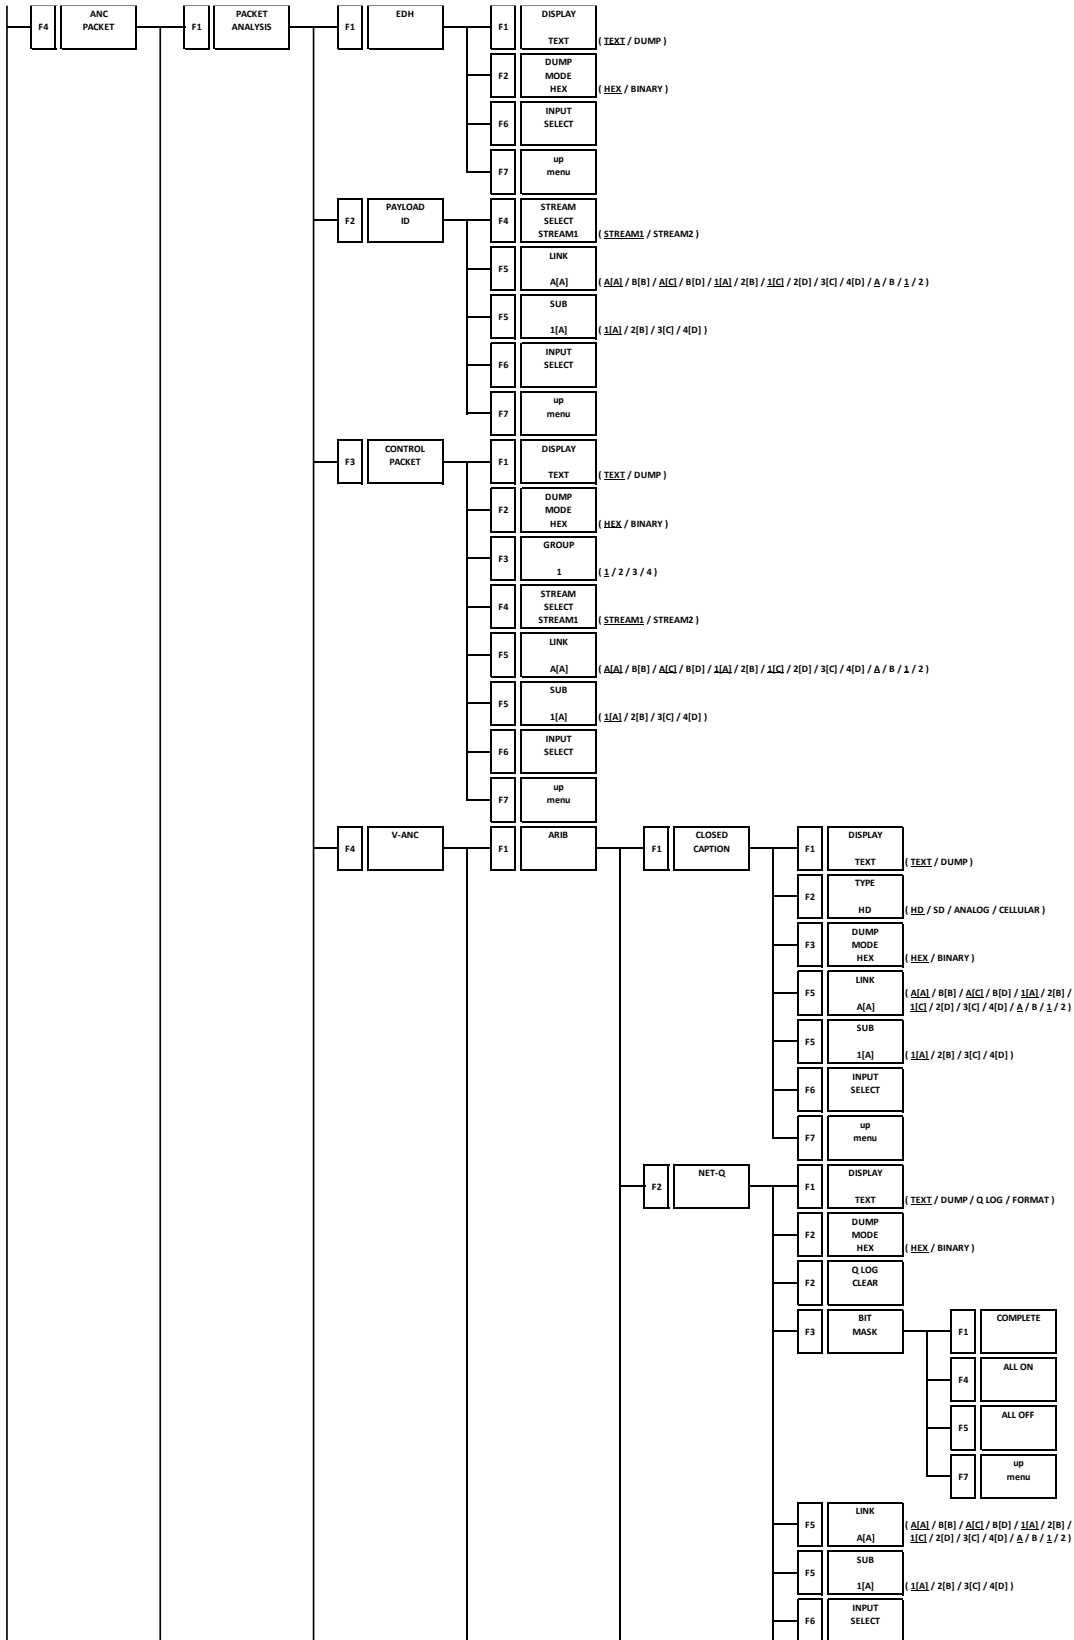 F4 ANC PACKET
F1 PACKET ANALYSIS
F1 EDH
F1 DISPLAY TEXT ( TEXT / DUMP )
F2 DUMP MODE HEX ( HEX / BINARY )
F6 INPUT SELECT
F7 up menu
F2 PAYLOAD ID
F4 STREAM SELECT STREAM1 ( STREAM1 / STREAM2 )
F5 LINK A[A] ( A[A] / B[B] / A[C] / B[D] / 1[A] / 2[B] / 1[C] / 2[D] / 3[C] / 4[D] / A / B / 1 / 2 )
F5 SUB 1[A] ( 1[A] / 2[B] / 3[C] / 4[D] )
F6 INPUT SELECT
F7 up menu
F3 CONTROL PACKET
F1 DISPLAY TEXT ( TEXT / DUMP )
F2 DUMP MODE HEX ( HEX / BINARY )
F3 GROUP 1 ( 1 / 2 / 3 / 4 )
F4 STREAM SELECT STREAM1 ( STREAM1 / STREAM2 )
F5 LINK A[A] ( A[A] / B[B] / A[C] / B[D] / 1[A] / 2[B] / 1[C] / 2[D] / 3[C] / 4[D] / A / B / 1 / 2 )
F5 SUB 1[A] ( 1[A] / 2[B] / 3[C] / 4[D] )
F6 INPUT SELECT
F7 up menu
F4 V-ANC
F1 ARIB
F1 CLOSED CAPTION
F1 DISPLAY TEXT ( TEXT / DUMP )
F2 TYPE HD ( HD / SD / ANALOG / CELLULAR )
F3 DUMP MODE HEX ( HEX / BINARY )
F5 LINK A[A] ( A[A] / B[B] / A[C] / B[D] / 1[A] / 2[B] /
1[C] / 2[D] / 3[C] / 4[D] / A / B / 1 / 2 )
F5 SUB 1[A] ( 1[A] / 2[B] / 3[C] / 4[D] )
F6 INPUT SELECT
F7 up menu
F2 NET-Q
F1 DISPLAY TEXT ( TEXT / DUMP / Q LOG / FORMAT )
F2 DUMP MODE HEX ( HEX / BINARY )
F2 Q LOG CLEAR
F3 BIT MASK
F1 COMPLETE
F4 ALL ON
F5 ALL OFF
F7 up menu
F5 LINK A[A] ( A[A] / B[B] / A[C] / B[D] / 1[A] / 2[B] /
1[C] / 2[D] / 3[C] / 4[D] / A / B / 1 / 2 )
F5 SUB 1[A] ( 1[A] / 2[B] / 3[C] / 4[D] )
F6 INPUT SELECT